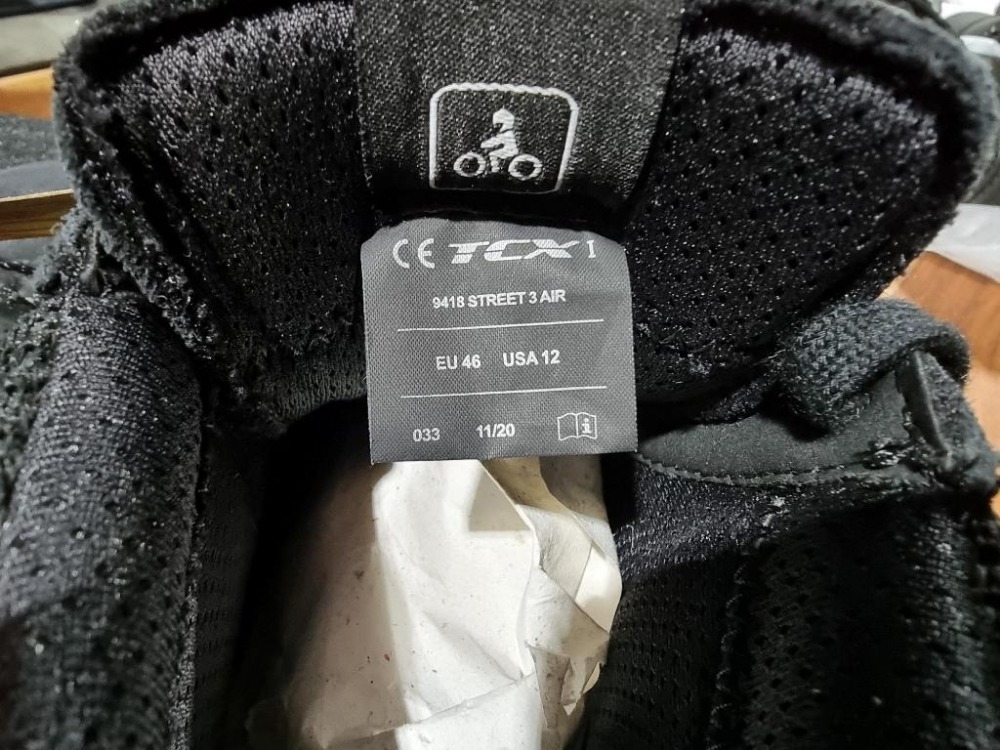 CE TCX I
9418 STREET 3 AIR
EU 46 USA 12
033 11/20